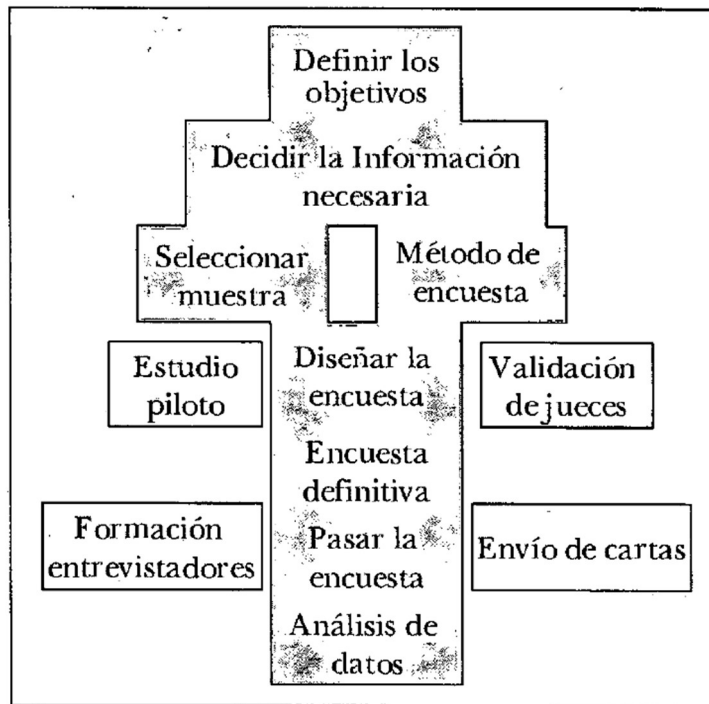 Definir los
objetivos
Decidir la Información
necesaria
Seleccionar
muestra
Método de
encuesta
Estudio
piloto
Diseñar la
encuesta
Validación
de jueces
Encuesta
definitiva
Formación
entrevistadores
Pasar la
encuesta
Envío de cartas
Análisis de
datos